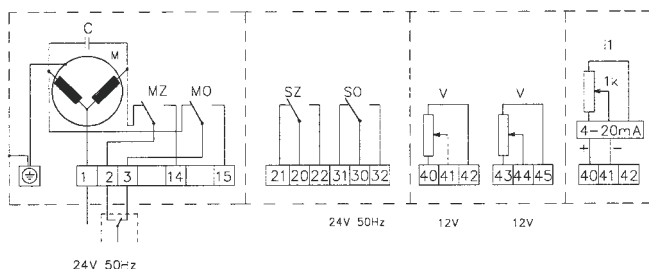 C
M
MZ
MO
1 2 3 14 15
24V 50Hz
SZ
SO
21 20 22 31 30 32
24V 50Hz
V
V
40 41 42
43 44 45
12V
12V
i1
1k
4-20mA
+ -
40 41 42